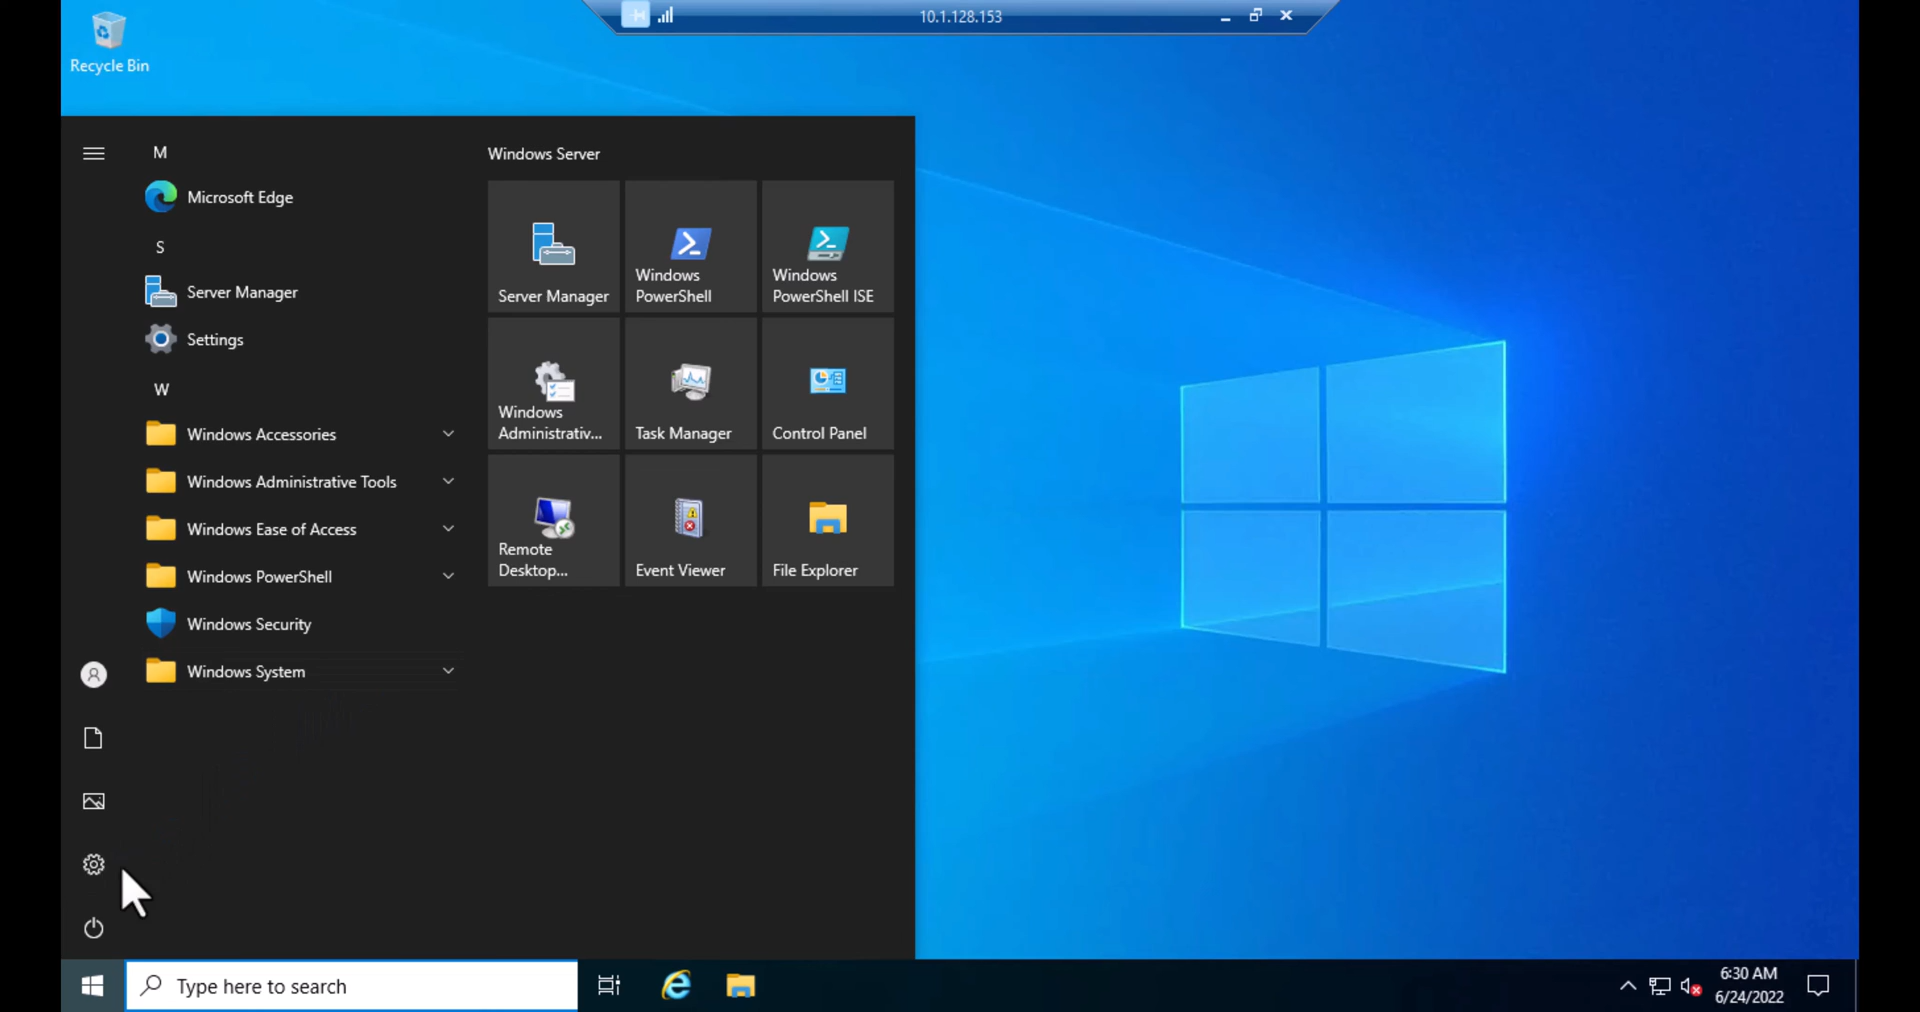 10.1.128.153
Recycle Bin
M
Microsoft Edge
S
Server Manager
Settings
W
Windows Accessories
Windows Administrative Tools
Windows Ease of Access
Windows PowerShell
Windows Security
Windows System
Windows Server
Server Manager
Windows
PowerShell
Windows
PowerShell ISE
Windows
Administrativ...
Task Manager
Control Panel
Remote
Desktop...
Event Viewer
File Explorer
Type here to search
6:30 AM
6/24/2022